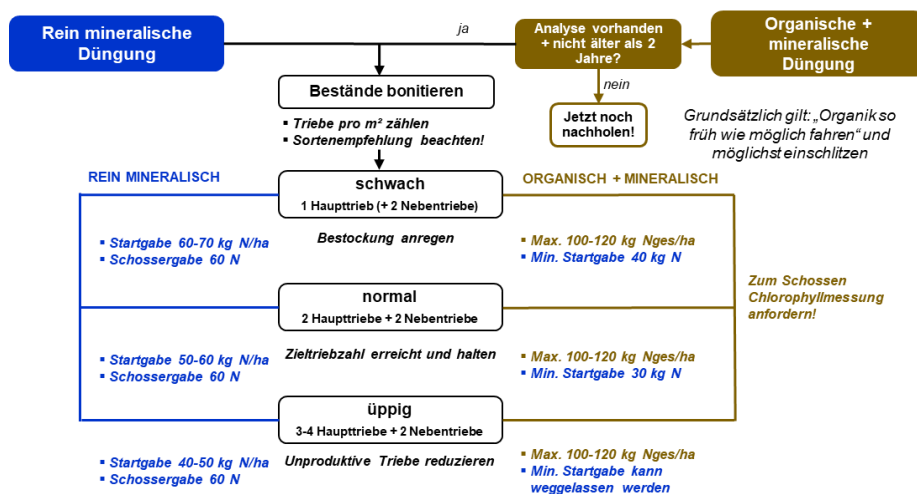 Rein mineralische
Düngung
ja
Analyse vorhanden
+ nicht älter als 2
Jahre?
Organische +
mineralische
Düngung
nein
Bestände bonitieren
Jetzt noch
nachholen!
▪ Triebe pro m² zählen
▪ Sortenempfehlung beachten!
Grundsätzlich gilt: „Organik so
früh wie möglich fahren“ und
möglichst einschlitzen
REIN MINERALISCH
ORGANISCH + MINERALISCH
schwach
1 Haupttrieb (+ 2 Nebentriebe)
Bestockung anregen
▪ Startgabe 60-70 kg N/ha
▪ Schossergabe 60 N
▪ Max. 100-120 kg Nges/ha
▪ Min. Startgabe 40 kg N
Zum Schossen
Chlorophyllmessung
anfordern!
normal
2 Haupttriebe + 2 Nebentriebe
Zieltriebzahl erreicht und halten
▪ Startgabe 50-60 kg N/ha
▪ Schossergabe 60 N
▪ Max. 100-120 kg Nges/ha
▪ Min. Startgabe 30 kg N
üppig
3-4 Haupttriebe + 2 Nebentriebe
Unproduktive Triebe reduzieren
▪ Startgabe 40-50 kg N/ha
▪ Schossergabe 60 N
▪ Max. 100-120 kg Nges/ha
▪ Min. Startgabe kann
weggelassen werden